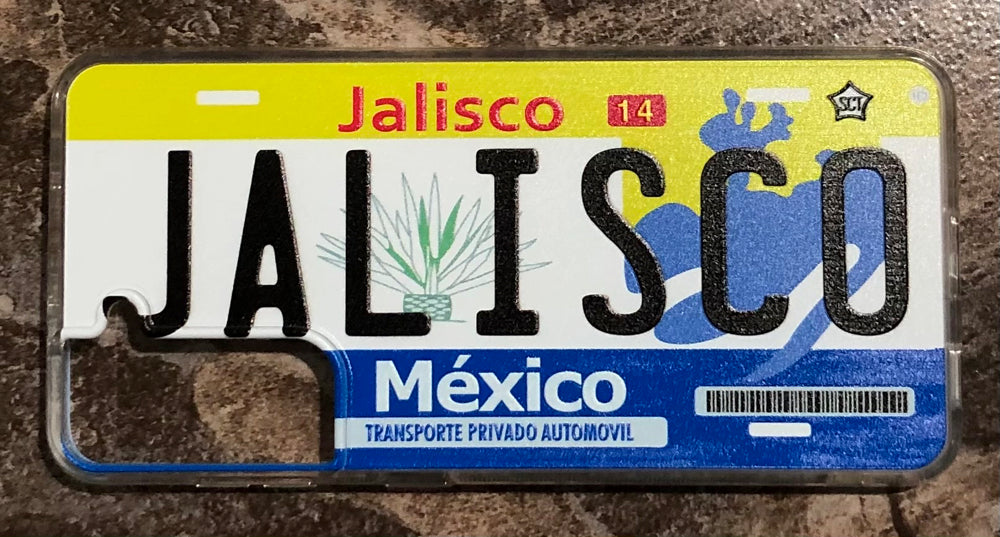 Jalisco 14 SCT
JALISCO
México
TRANSPORTE PRIVADO AUTOMOVIL